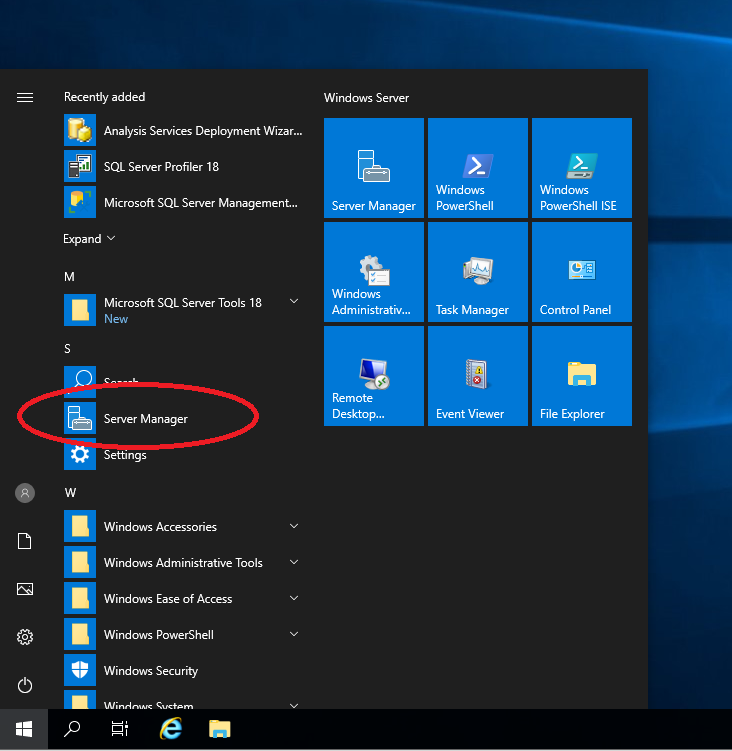 Recently added
Analysis Services Deployment Wizar...
SQL Server Profiler 18
Microsoft SQL Server Management...
Expand
M
Microsoft SQL Server Tools 18
New
S
Search
Server Manager
Settings
W
Windows Accessories
Windows Administrative Tools
Windows Ease of Access
Windows PowerShell
Windows Security
Windows System
Windows Server
Server Manager
Windows
PowerShell
Windows
PowerShell ISE
Windows
Administrativ...
Task Manager
Control Panel
Remote
Desktop...
Event Viewer
File Explorer